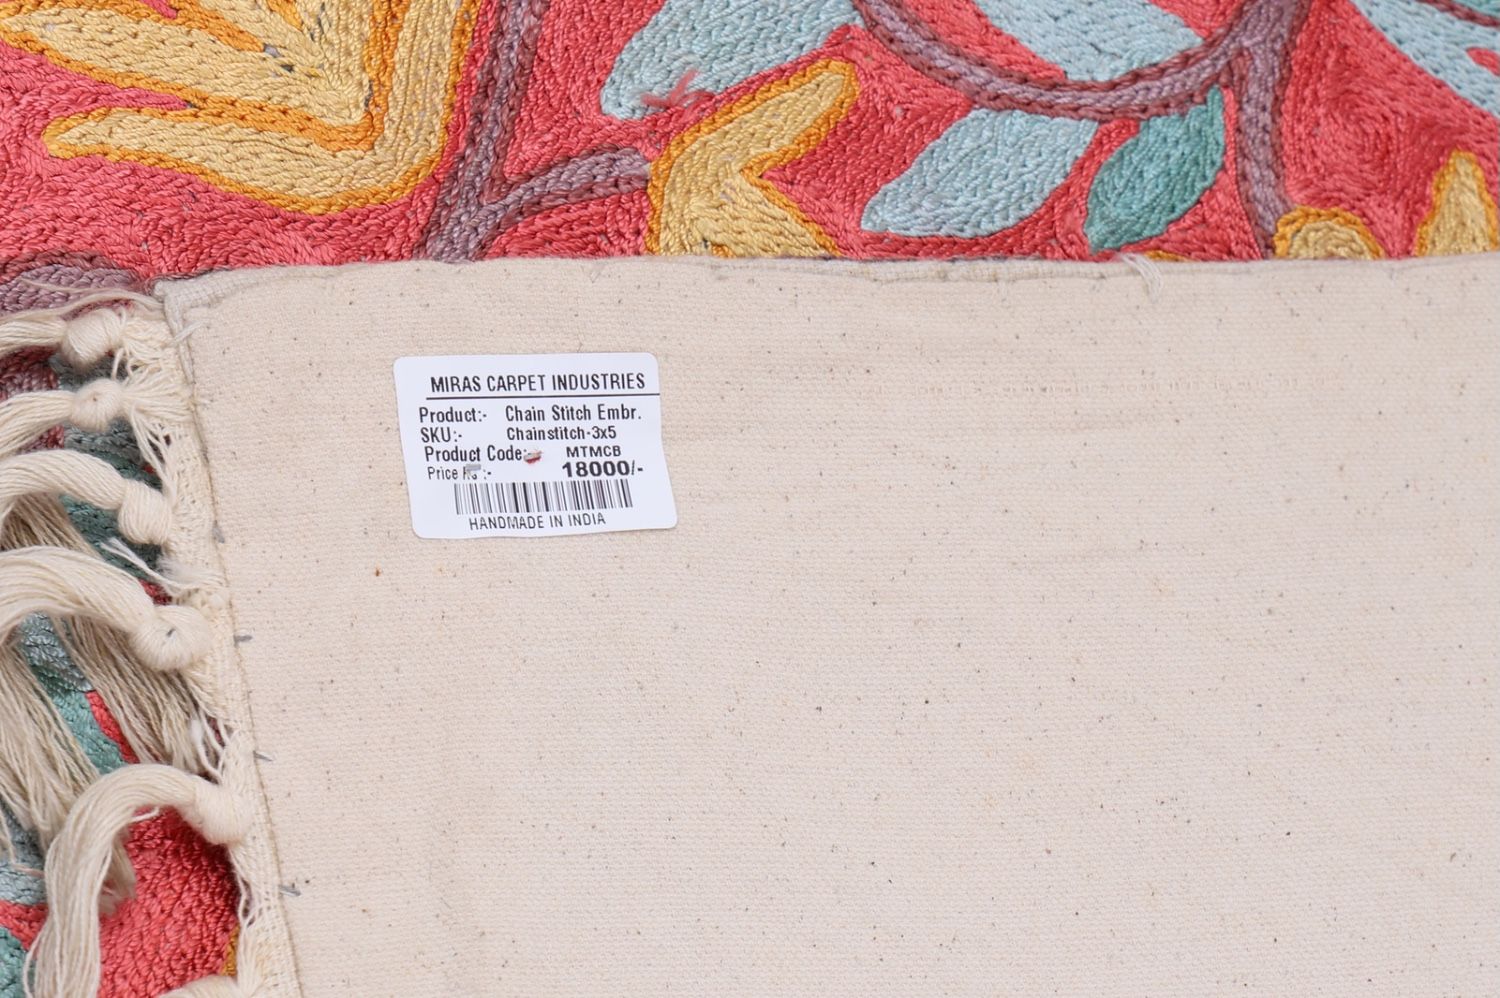 MIRAS CARPET INDUSTRIES
Product:- Chain Stitch Embr.
SKU:- Chainstitch-3x5
Product Code:- MTMCB
Price :- 18000/-
HANDMADE IN INDIA